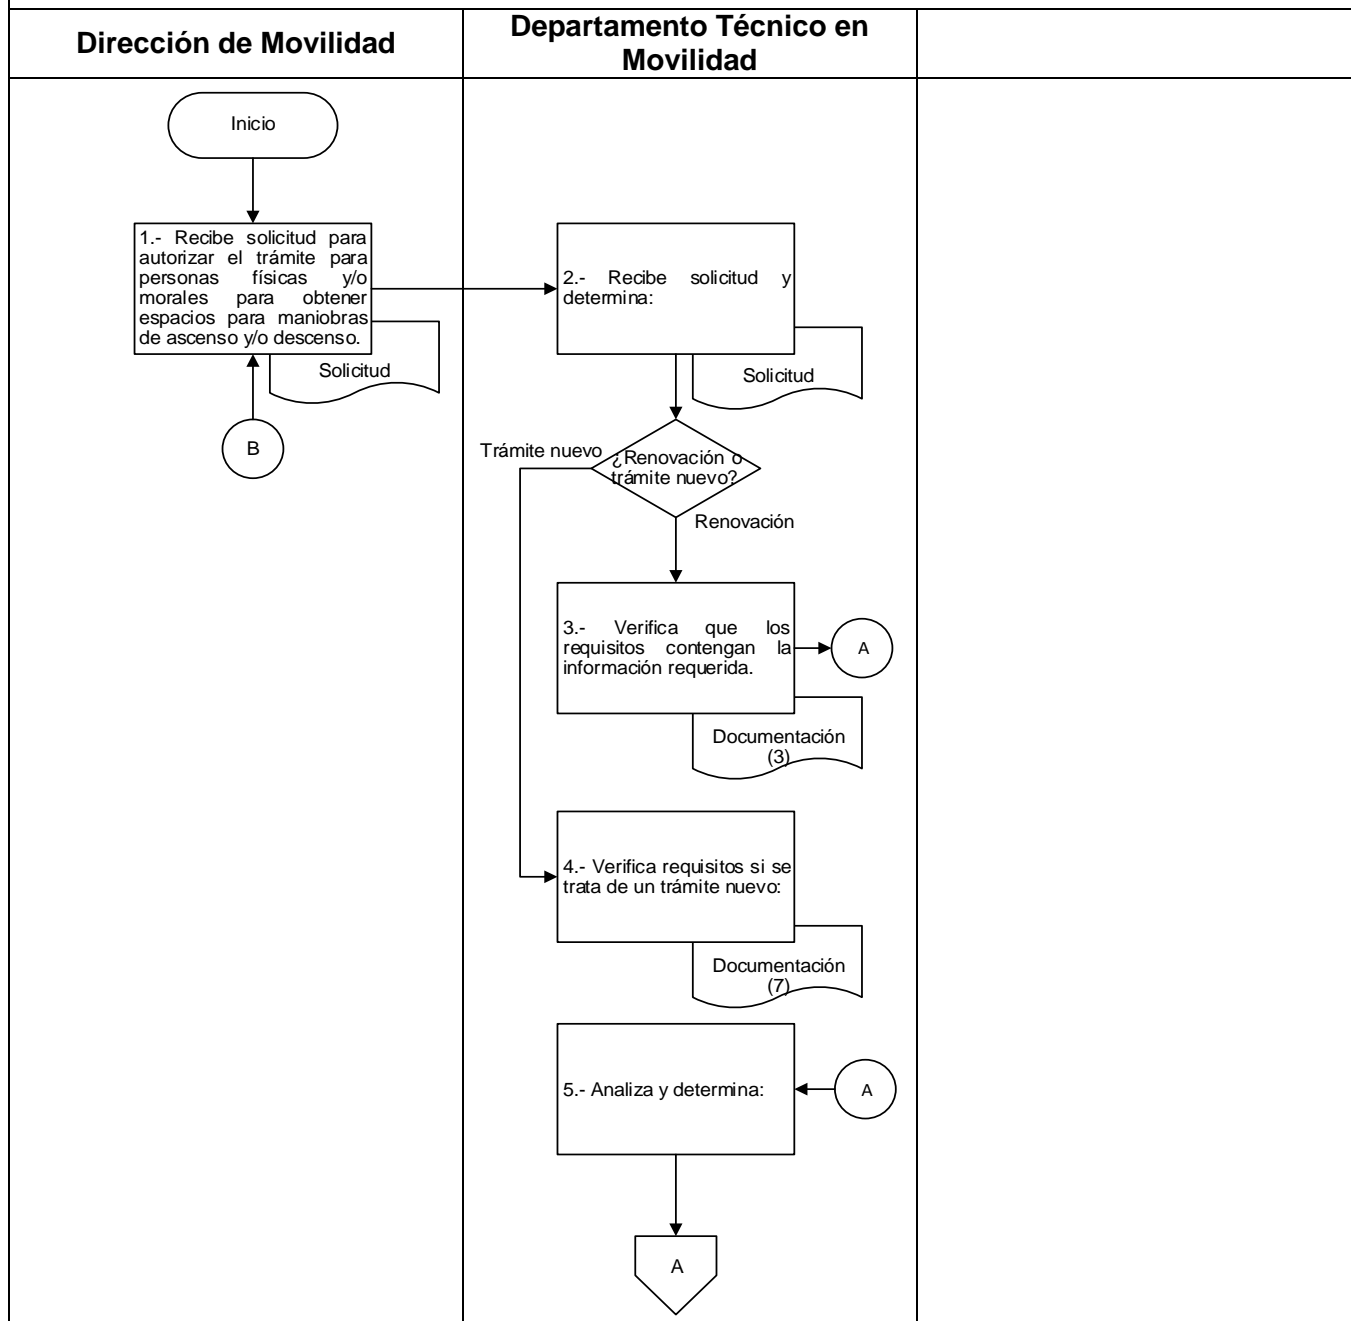 Dirección de Movilidad
Departamento Técnico en
Movilidad
Inicio
1.- Recibe solicitud para
autorizar el trámite para
personas físicas y/o
morales para obtener
espacios para maniobras
de ascenso y/o descenso.
Solicitud
B
2.- Recibe solicitud y
determina:
Solicitud
Trámite nuevo
¿Renovación o
trámite nuevo?
Renovación
3.- Verifica que los
requisitos contengan la
información requerida.
A
Documentación
(3)
4.- Verifica requisitos si se
trata de un trámite nuevo:
Documentación
(7)
5.- Analiza y determina:
A
A